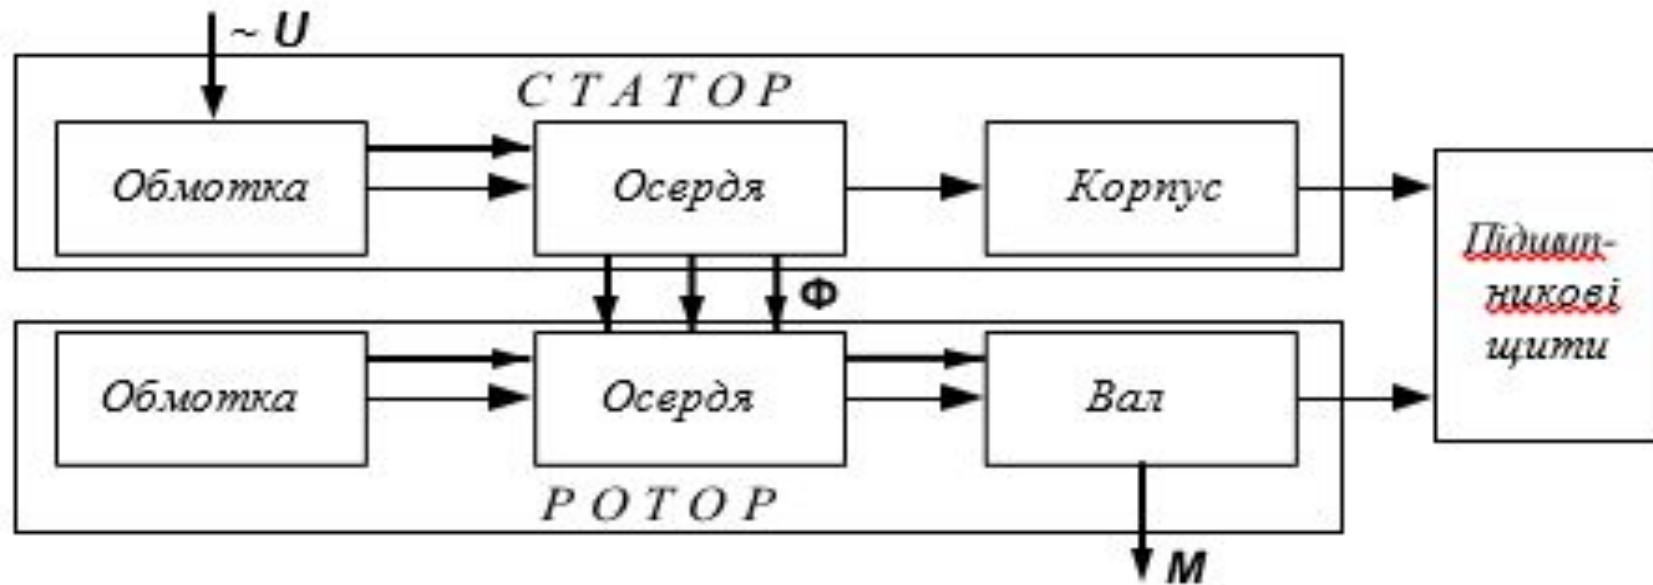 ~ U
С Т А Т О Р
Обмотка
Осердя
Корпус
Підшип-
никові
щити
Ф
Обмотка
Осердя
Вал
Р О Т О Р
М